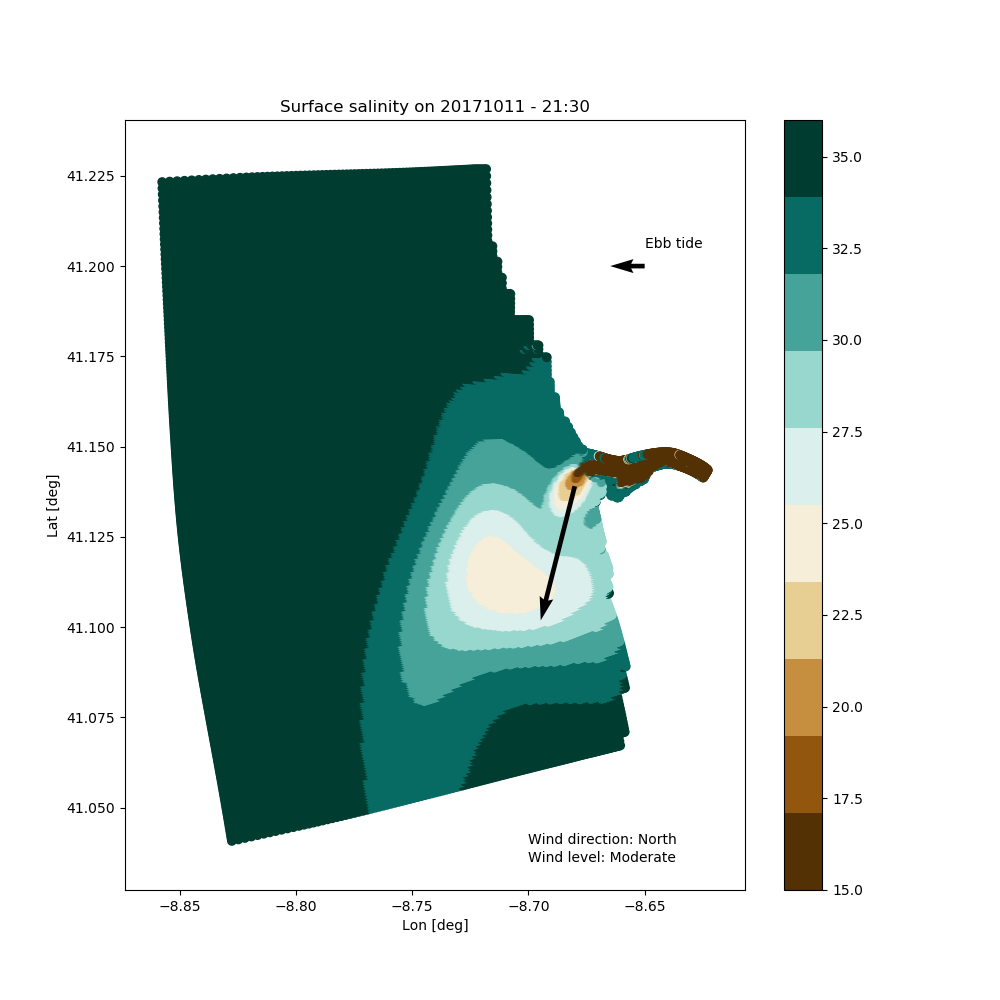 Surface salinity on 20171011 - 21:30
41.225
41.200
41.175
41.150
41.125
41.100
41.075
41.050
Lat [deg]
Ebb tide
Wind direction: North
Wind level: Moderate
−8.85 −8.80 −8.75 −8.70 −8.65
Lon [deg]
35.0
32.5
30.0
27.5
25.0
22.5
20.0
17.5
15.0